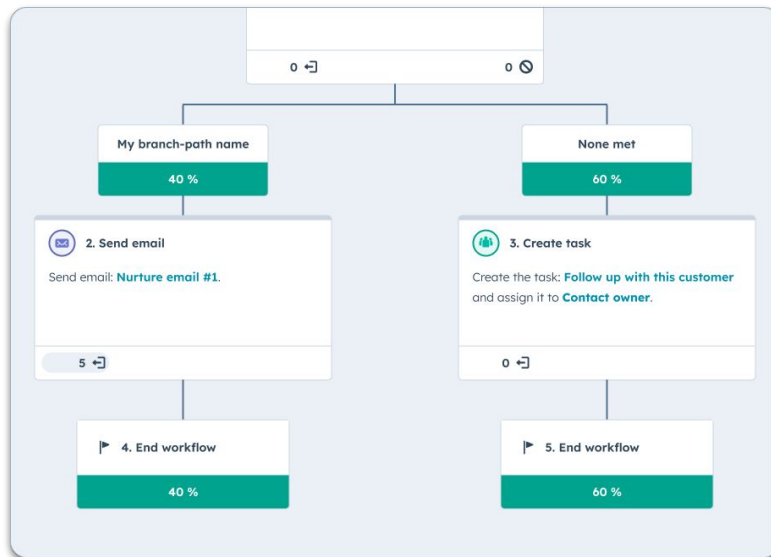 0
0
My branch-path name
40 %
None met
60 %
2. Send email
Send email: Nurture email #1.
5
3. Create task
Create the task: Follow up with this customer
and assign it to Contact owner.
0
4. End workflow
40 %
5. End workflow
60 %